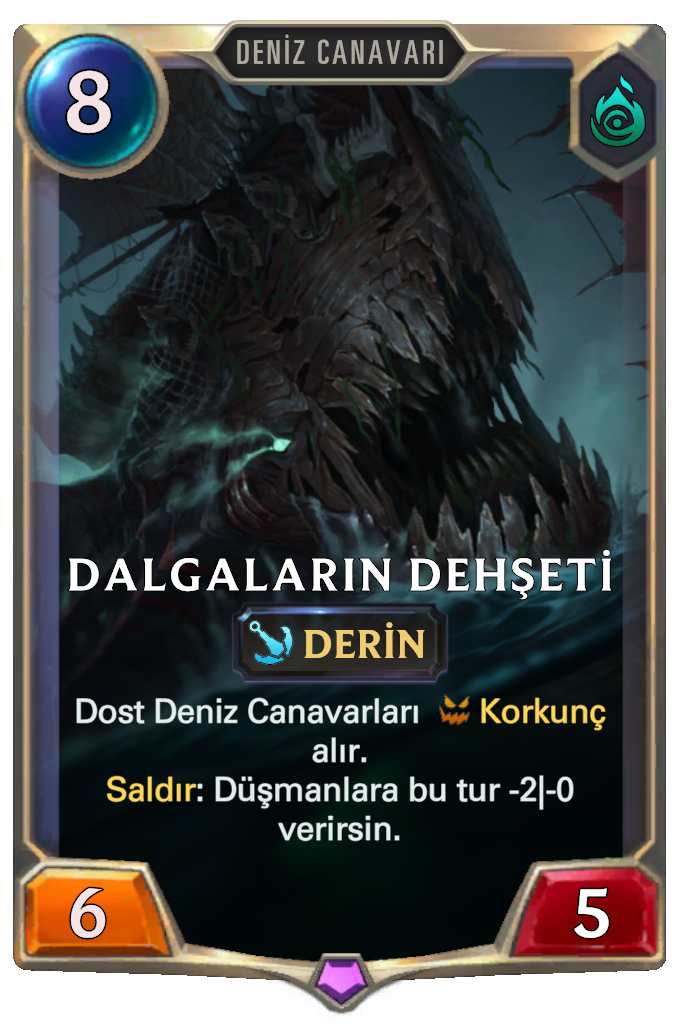 DENİZ CANAVARI
8
DALGALARIN DEHŞETİ
DERİN
Dost Deniz Canavarları Korkunç
alır.
Saldır: Düşmanlara bu tur -2|-0
verirsin.
6
5